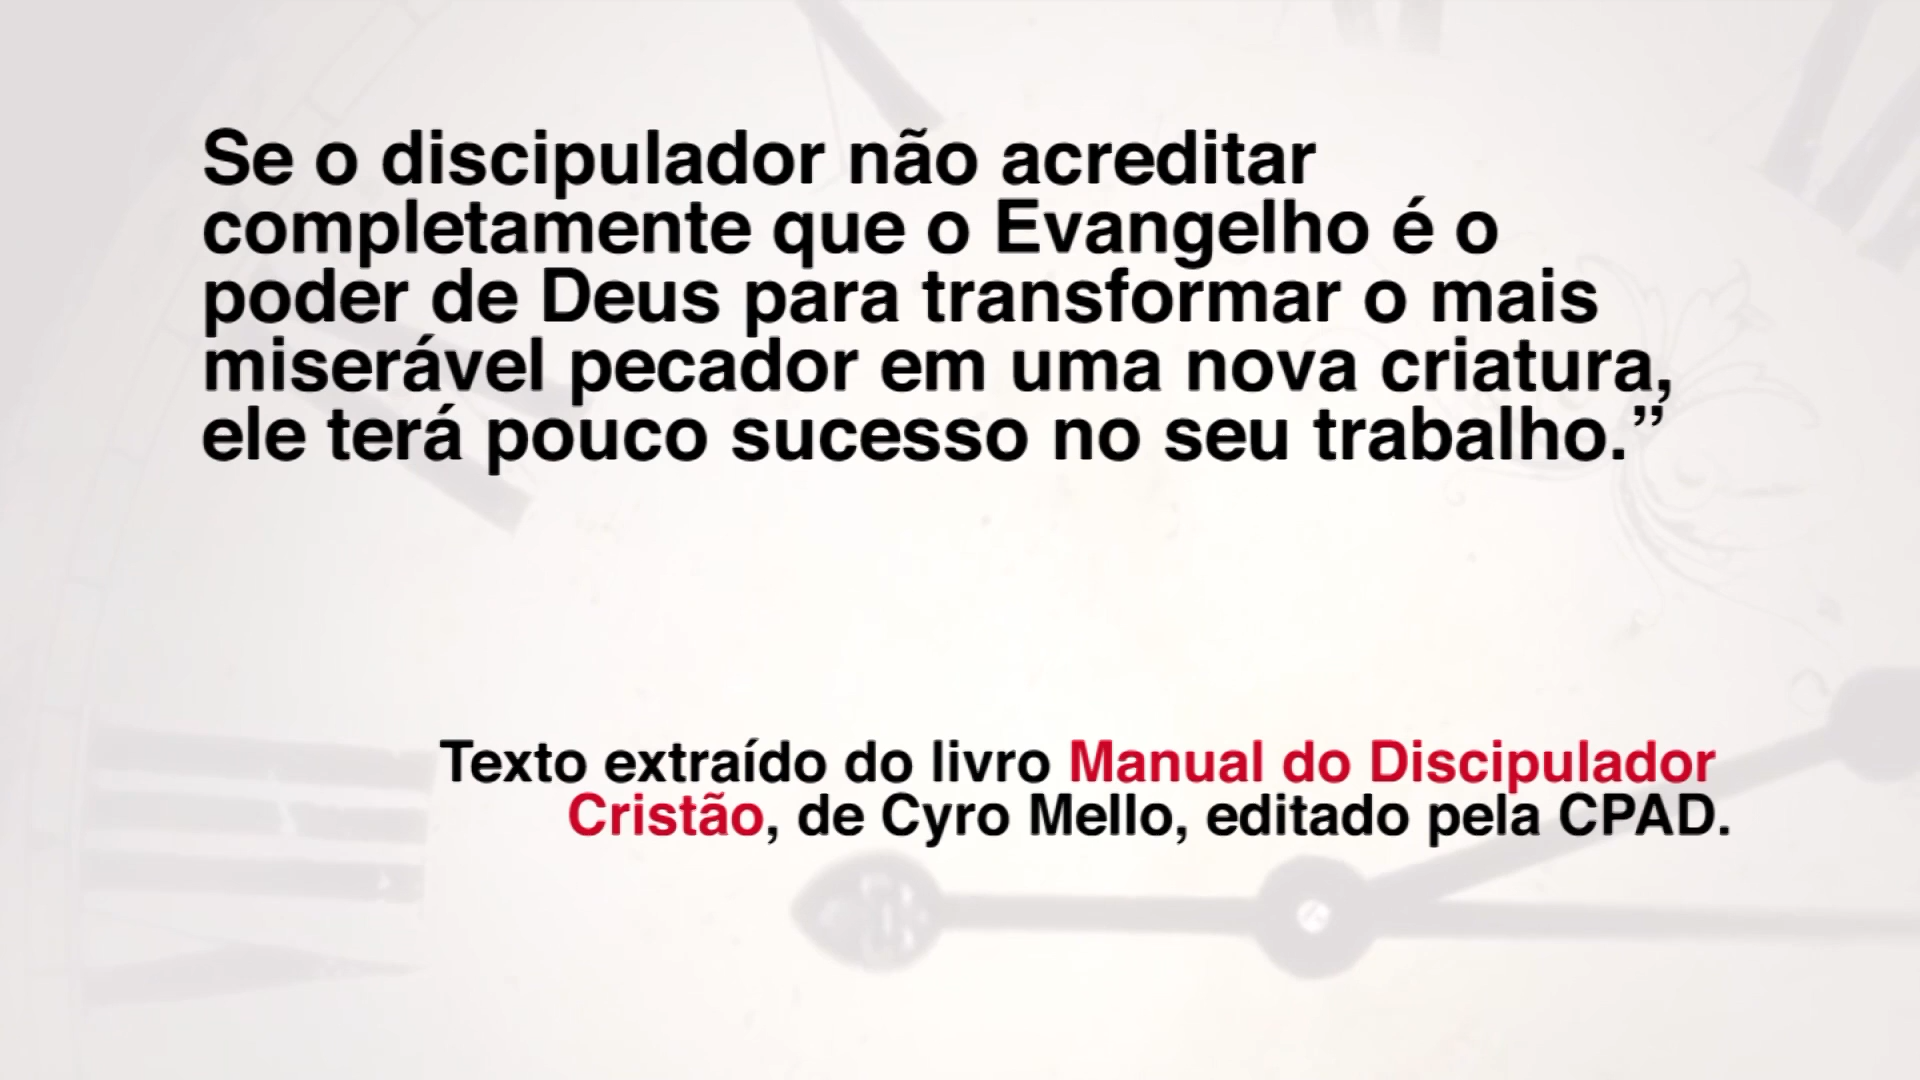 Se o discipulador não acreditar
completamente que o Evangelho é o
poder de Deus para transformar o mais
miserável pecador em uma nova criatura,
ele terá pouco sucesso no seu trabalho.”
Texto extraído do livro Manual do Discipulador
Cristão, de Cyro Mello, editado pela CPAD.